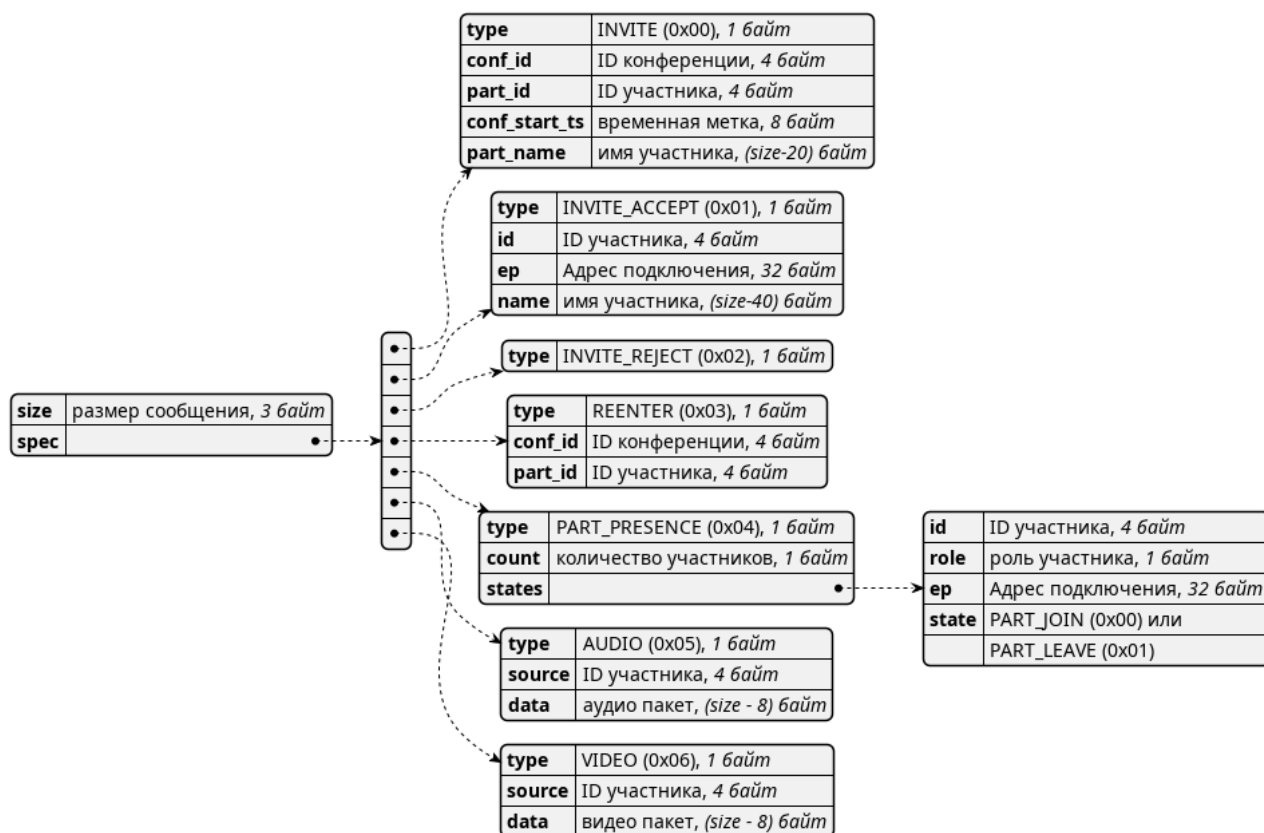 type INVITE (0x00), 1 байт
conf_id ID конференции, 4 байт
part_id ID участника, 4 байт
conf_start_ts временная метка, 8 байт
part_name имя участника, (size-20) байт
type INVITE_ACCEPT (0x01), 1 байт
id ID участника, 4 байт
ep Адрес подключения, 32 байт
name имя участника, (size-40) байт
type INVITE_REJECT (0x02), 1 байт
size размер сообщения, 3 байт
spec
type REENTER (0x03), 1 байт
conf_id ID конференции, 4 байт
part_id ID участника, 4 байт
type PART_PRESENCE (0x04), 1 байт
count количество участников, 1 байт
states
id ID участника, 4 байт
role роль участника, 1 байт
ep Адрес подключения, 32 байт
state PART_JOIN (0x00) или
PART_LEAVE (0x01)
type AUDIO (0x05), 1 байт
source ID участника, 4 байт
data аудио пакет, (size - 8) байт
type VIDEO (0x06), 1 байт
source ID участника, 4 байт
data видео пакет, (size - 8) байт